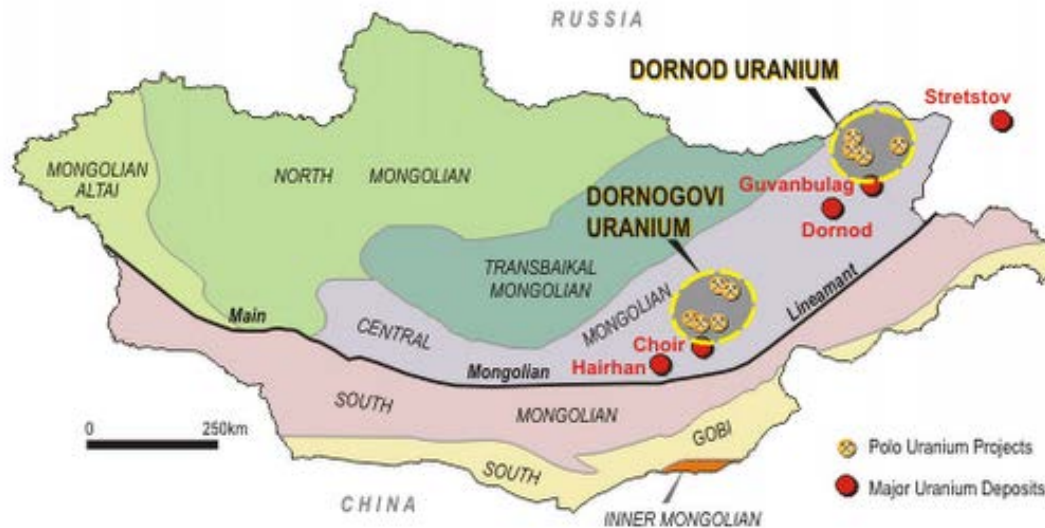 RUSSIA
DORNOD URANIUM
Stretstov
MONGOLIAN
ALTAI
NORTH MONGOLIAN
DORNOGOVI
URANIUM
Guvanbulag
Dornod
TRANSBAIKAL
MONGOLIAN
Main Mongolian Lineamant
CENTRAL MONGOLIAN
Choir
Hairhan
SOUTH MONGOLIAN
0 250km
SOUTH GOBI
CHINA
INNER MONGOLIAN
Polo Uranium Projects
Major Uranium Deposits